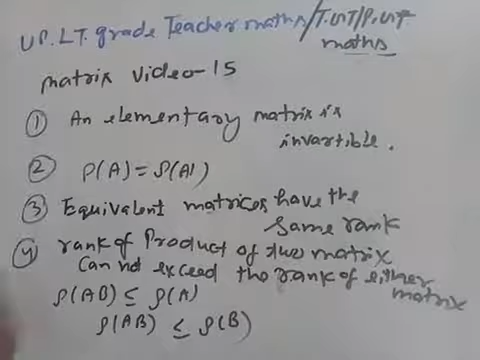 UP. LT. grade Teacher maths/T.GT/P.GT
maths
matrix video-15
① An elementary matrix is
invartible.
② ρ(A) = ρ(A')
③ Equivalent matrices have the
same rank
④ rank of Product of two matrix
can not exceed the rank of either
matrix
ρ(AB) ≤ ρ(A)
ρ(AB) ≤ ρ(B)